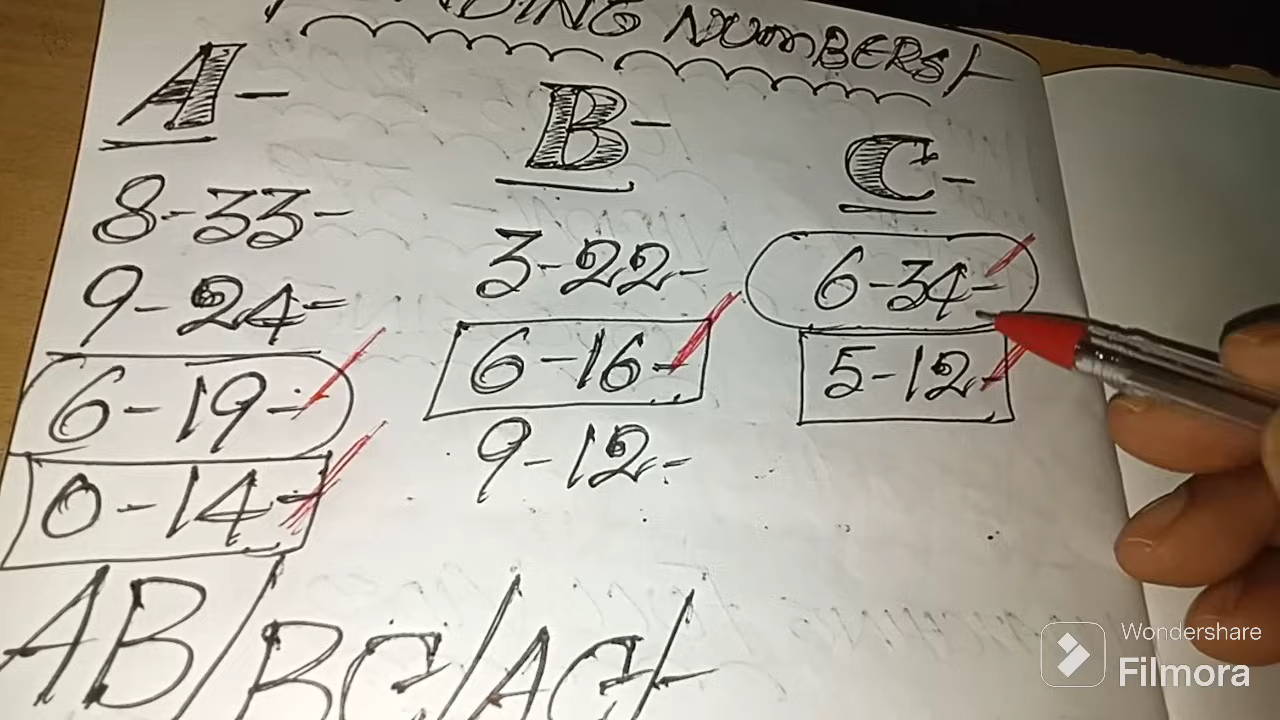 NUMBERS/-
A-
B-
C-
8-33-
9-24-
6-19-
0-14-
3-22-
6-16-
9-12-
6-34-
5-12-
AB/BC/AC/-
Wondershare
Filmora